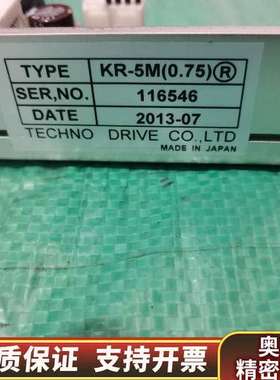 TYPE KR-5M(0.75)Ⓡ
SER,NO. 116546
DATE 2013-07
TECHNO DRIVE CO.,LTD
MADE IN JAPAN
质保证 支持开票
奥
精密